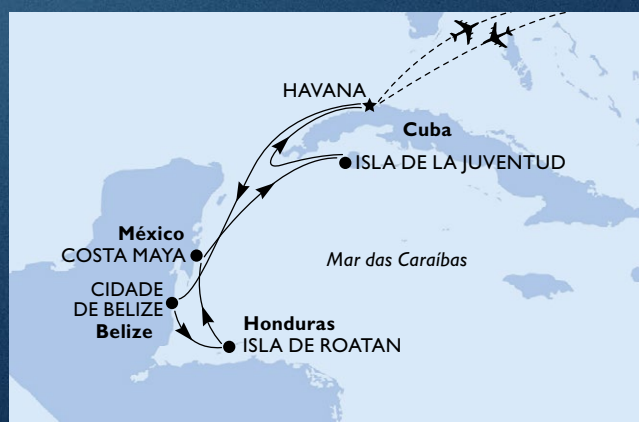 HAVANA
Cuba
ISLA DE LA JUVENTUD
México
COSTA MAYA
Mar das Caraíbas
CIDADE
DE BELIZE
Belize
Honduras
ISLA DE ROATAN